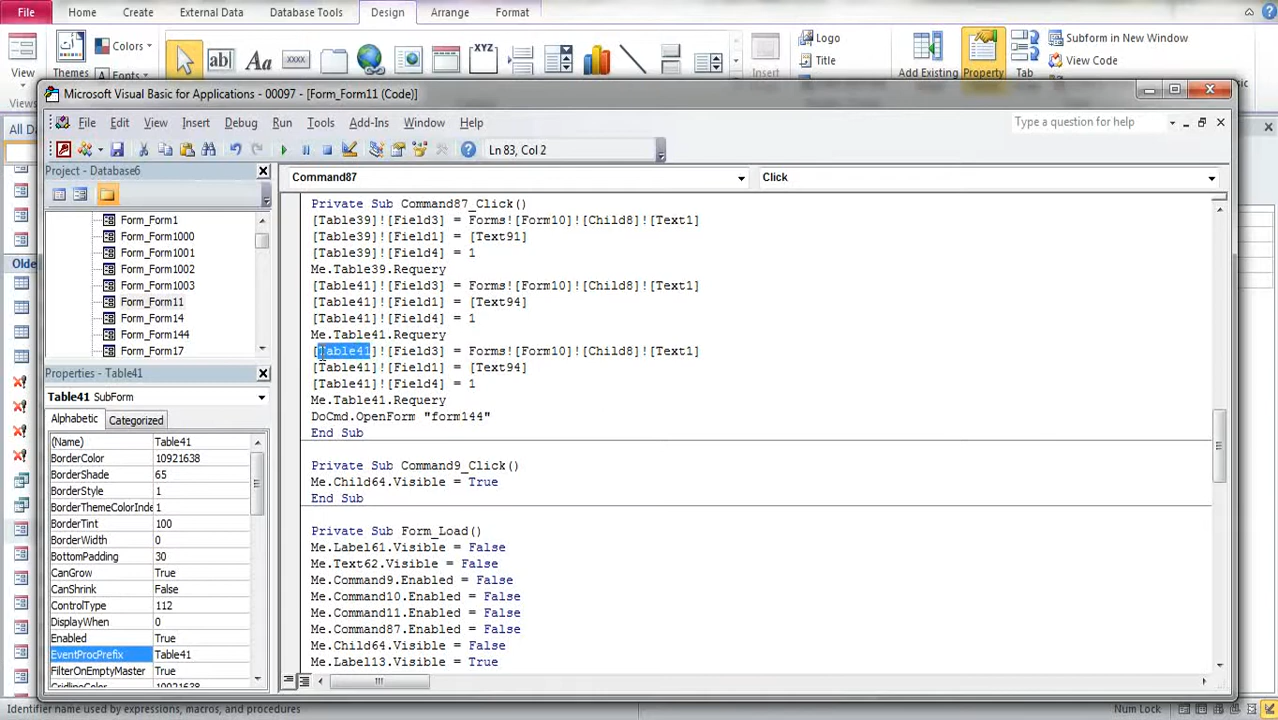 File Home Create External Data Database Tools Design Arrange Format
View
Views
Themes
Colors
Fonts
ab|
Aa
xxxx
XYZ
Insert
Logo
Title
Add Existing
Property
Tab
Subform in New Window
View Code
Microsoft Visual Basic for Applications - 00097 - [Form_Form11 (Code)]
File Edit View Insert Debug Run Tools Add-Ins Window Help
Type a question for help
Ln 83, Col 2
Project - Database6
Form_Form1
Form_Form1000
Form_Form1001
Form_Form1002
Form_Form1003
Form_Form11
Form_Form14
Form_Form144
Form_Form17
Properties - Table41
Table41 SubForm
Alphabetic Categorized
(Name) Table41
BorderColor 10921638
BorderShade 65
BorderStyle 1
BorderThemeColorInde 1
BorderTint 100
BorderWidth 0
BottomPadding 30
CanGrow True
CanShrink False
ControlType 112
DisplayWhen 0
Enabled True
EventProcPrefix Table41
FilterOnEmptyMaster True
Command87
Click
Private Sub Command87_Click()
[Table39]![Field3] = Forms![Form10]![Child8]![Text1]
[Table39]![Field1] = [Text91]
[Table39]![Field4] = 1
Me.Table39.Requery
[Table41]![Field3] = Forms![Form10]![Child8]![Text1]
[Table41]![Field1] = [Text94]
[Table41]![Field4] = 1
Me.Table41.Requery
[Table41]![Field3] = Forms![Form10]![Child8]![Text1]
[Table41]![Field1] = [Text94]
[Table41]![Field4] = 1
Me.Table41.Requery
DoCmd.OpenForm "form144"
End Sub
Private Sub Command9_Click()
Me.Child64.Visible = True
End Sub
Private Sub Form_Load()
Me.Label61.Visible = False
Me.Text62.Visible = False
Me.Command9.Enabled = False
Me.Command10.Enabled = False
Me.Command11.Enabled = False
Me.Command87.Enabled = False
Me.Child64.Visible = False
Me.Label13.Visible = True
Identifier name used by expressions, macros, and procedures
Num Lock